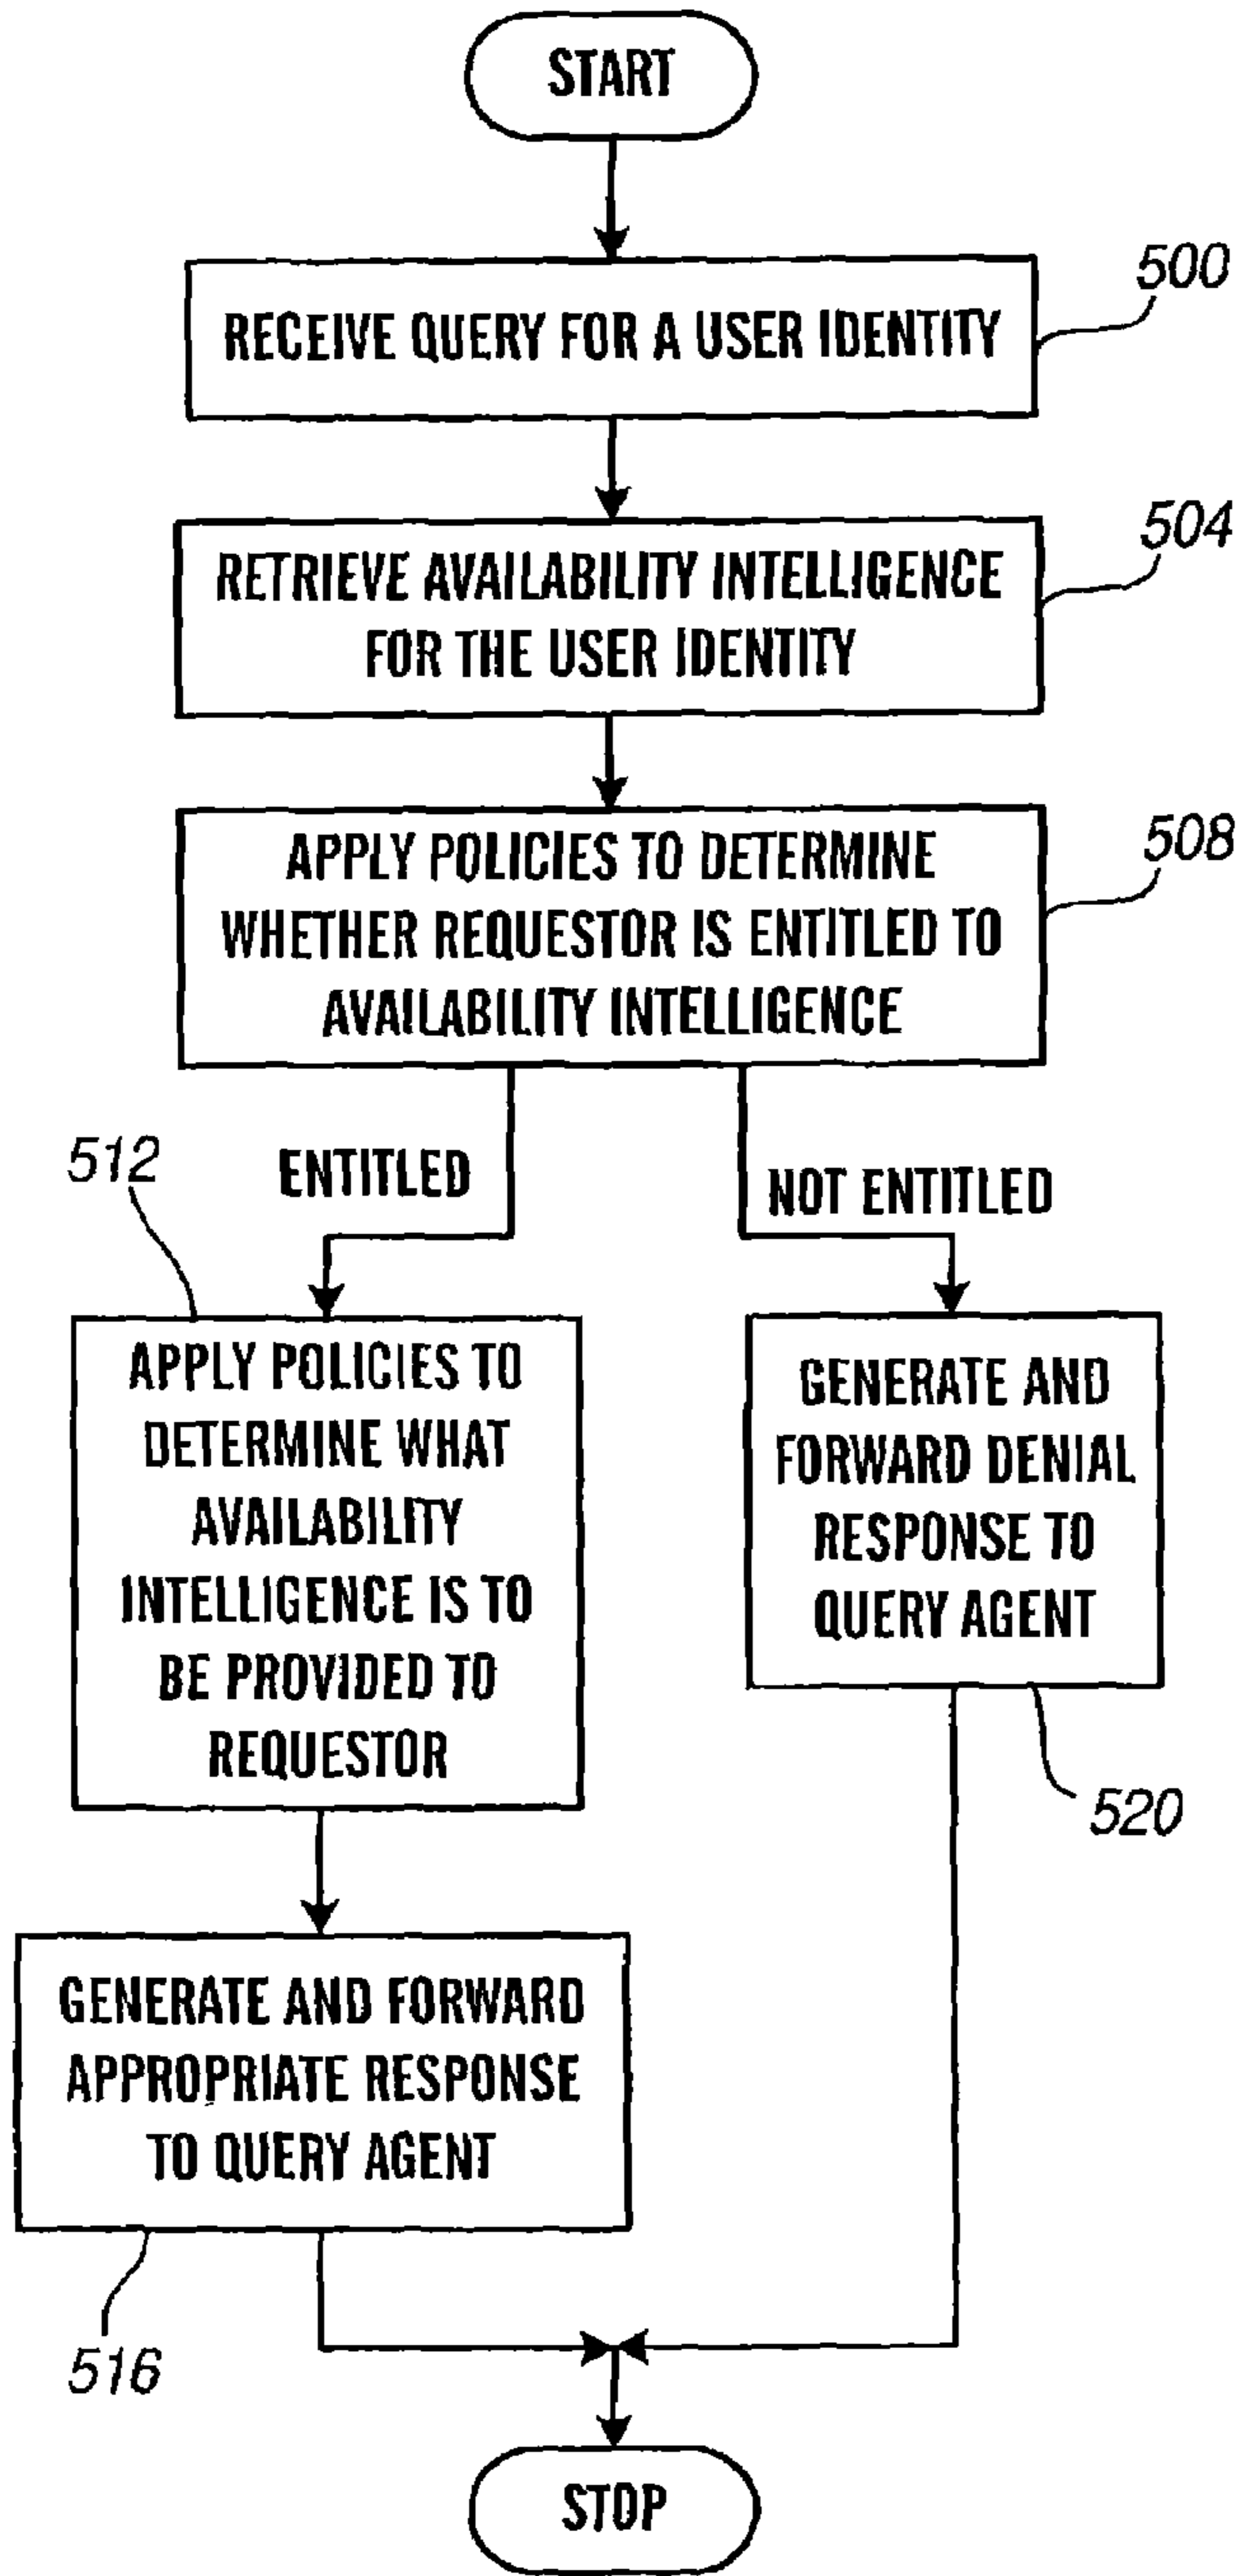 START
RECEIVE QUERY FOR A USER IDENTITY
500
RETRIEVE AVAILABILITY INTELLIGENCE
FOR THE USER IDENTITY
504
APPLY POLICIES TO DETERMINE
WHETHER REQUESTOR IS ENTITLED TO
AVAILABILITY INTELLIGENCE
508
ENTITLED
NOT ENTITLED
512
APPLY POLICIES TO
DETERMINE WHAT
AVAILABILITY
INTELLIGENCE IS TO
BE PROVIDED TO
REQUESTOR
GENERATE AND
FORWARD DENIAL
RESPONSE TO
QUERY AGENT
520
GENERATE AND FORWARD
APPROPRIATE RESPONSE
TO QUERY AGENT
516
STOP